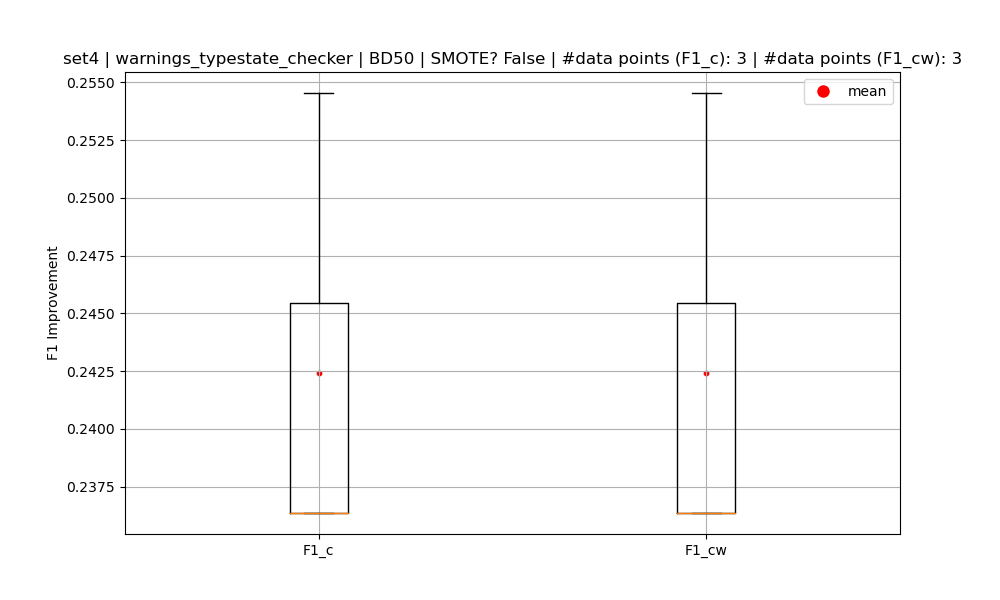 set4 | warnings_typestate_checker | BD50 | SMOTE? False | #data points (F1_c): 3 | #data points (F1_cw): 3
mean
0.2550
0.2525
0.2500
0.2475
0.2450
0.2425
0.2400
0.2375
F1 Improvement
F1_c
F1_cw